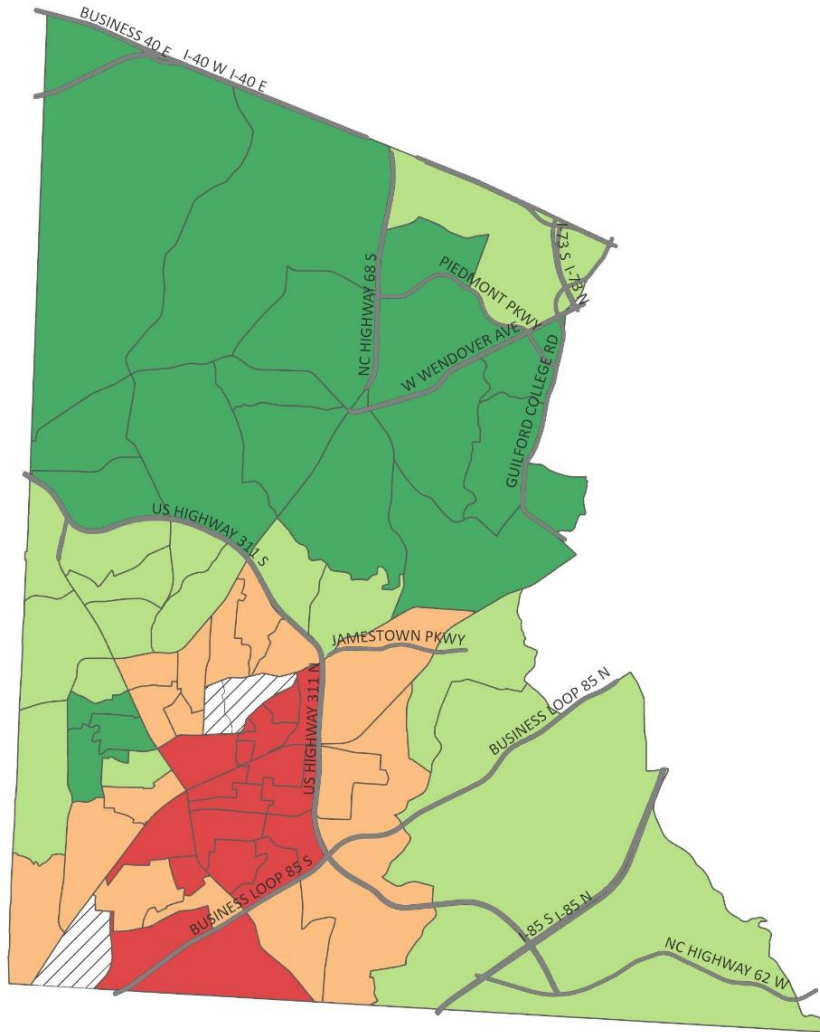 BUSINESS 40 E
I-40 W I-40 E
I-73 S I-73 N
PIEDMONT PKWY
NC HIGHWAY 68 S
W WENDOVER AVE
GUILFORD COLLEGE RD
US HIGHWAY 311 S
JAMESTOWN PKWY
US HIGHWAY 311 N
BUSINESS LOOP 85 N
BUSINESS LOOP 85 S
I-85 S I-85 N
NC HIGHWAY 62 W